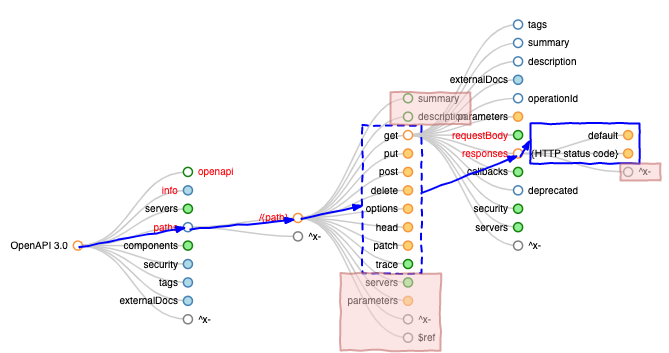 OpenAPI 3.0
openapi
info
servers
paths
components
security
tags
externalDocs
^x-
/{path}
^x-
summary
description
get
put
post
delete
options
head
patch
trace
servers
parameters
^x-
$ref
tags
summary
description
externalDocs
operationId
parameters
requestBody
responses
callbacks
deprecated
security
servers
^x-
default
{HTTP status code}
^x-